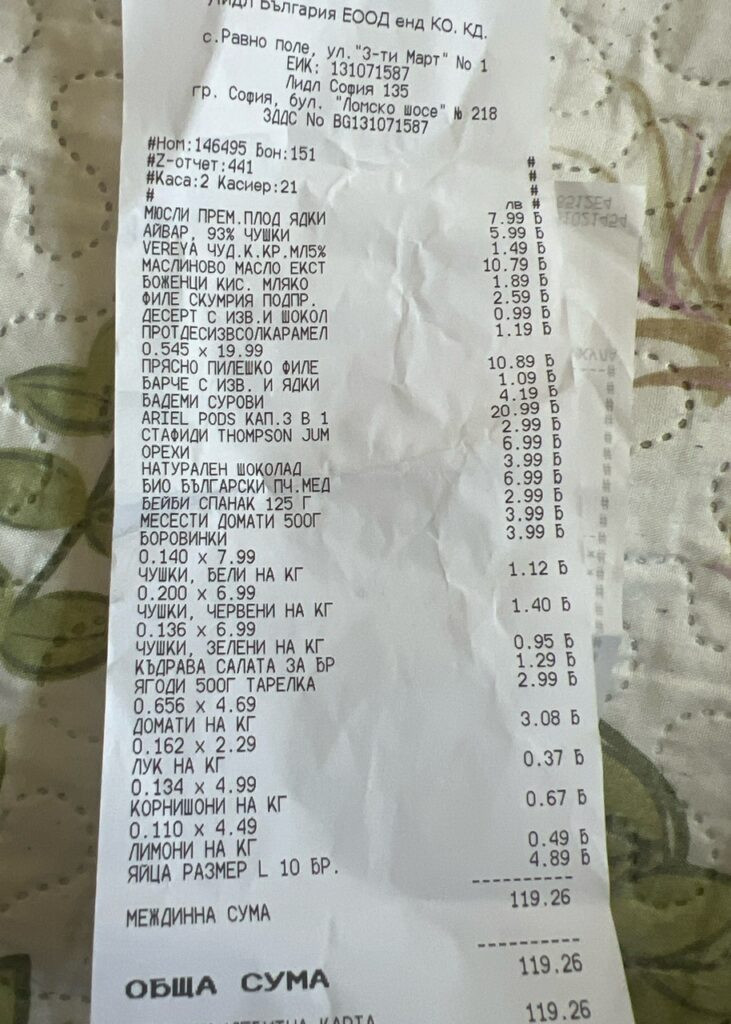 България ЕООД енд КО. КД.
с.Равно поле, ул. "3-ти Март" No 1
ЕИК: 131071587
Лидл София 135
гр. София, бул. "Ломско шосе" № 218
ЗДДС No BG131071587
#Ном:146495 Бон:151 #
#Z-отчет:441 #
#Каса:2 Касиер:21 #
# лв #
МЮСЛИ ПРЕМ.ПЛОД ЯДКИ 7.99 Б
АЙВАР, 93% ЧУШКИ 5.99 Б
VEREYA ЧУД.К.КР.МЛ5% 1.49 Б
МАСЛИНОВО МАСЛО ЕКСТ 10.79 Б
БОЖЕНЦИ КИС. МЛЯКО 1.89 Б
ФИЛЕ СКУМРИЯ ПОДПР. 2.59 Б
ДЕСЕРТ С ИЗВ.И ШОКОЛ 0.99 Б
ПРОТДЕСИЗВСОЛКАРАМЕЛ 1.19 Б
0.545 x 19.99
ПРЯСНО ПИЛЕШКО ФИЛЕ 10.89 Б
БАРЧЕ С ИЗВ. И ЯДКИ 1.09 Б
БАДЕМИ СУРОВИ 4.19 Б
ARIEL PODS КАП.3 В 1 20.99 Б
СТАФИДИ THOMPSON JUM 2.99 Б
ОРЕХИ 6.99 Б
НАТУРАЛЕН ШОКОЛАД 3.99 Б
БИО БЪЛГАРСКИ ПЧ.МЕД 6.99 Б
БЕЙБИ СПАНАК 125 Г 2.99 Б
МЕСЕСТИ ДОМАТИ 500Г 3.99 Б
БОРОВИНКИ 3.99 Б
0.140 x 7.99
ЧУШКИ, БЕЛИ НА КГ 1.12 Б
0.200 x 6.99
ЧУШКИ, ЧЕРВЕНИ НА КГ 1.40 Б
0.136 x 6.99
ЧУШКИ, ЗЕЛЕНИ НА КГ 0.95 Б
КЪДРАВА САЛАТА ЗА БР 1.29 Б
ЯГОДИ 500Г ТАРЕЛКА 2.99 Б
0.656 x 4.69
ДОМАТИ НА КГ 3.08 Б
0.162 x 2.29
ЛУК НА КГ 0.37 Б
0.134 x 4.99
КОРНИШОНИ НА КГ 0.67 Б
0.110 x 4.49
ЛИМОНИ НА КГ 0.49 Б
ЯЙЦА РАЗМЕР L 10 БР. 4.89 Б
----------
МЕЖДИННА СУМА 119.26
----------
ОБЩА СУМА 119.26
КАРТА 119.26